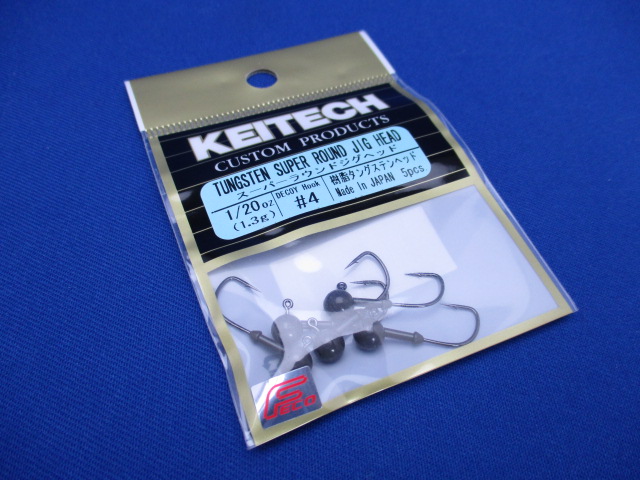 KEITECH
CUSTOM PRODUCTS
TUNGSTEN SUPER ROUND JIG HEAD
スーパーラウンドジグヘッド
1/20oz
(1.3g)
DECOY Hook
#4
樹脂タングステンヘッド
Made in JAPAN 5pcs
FECO